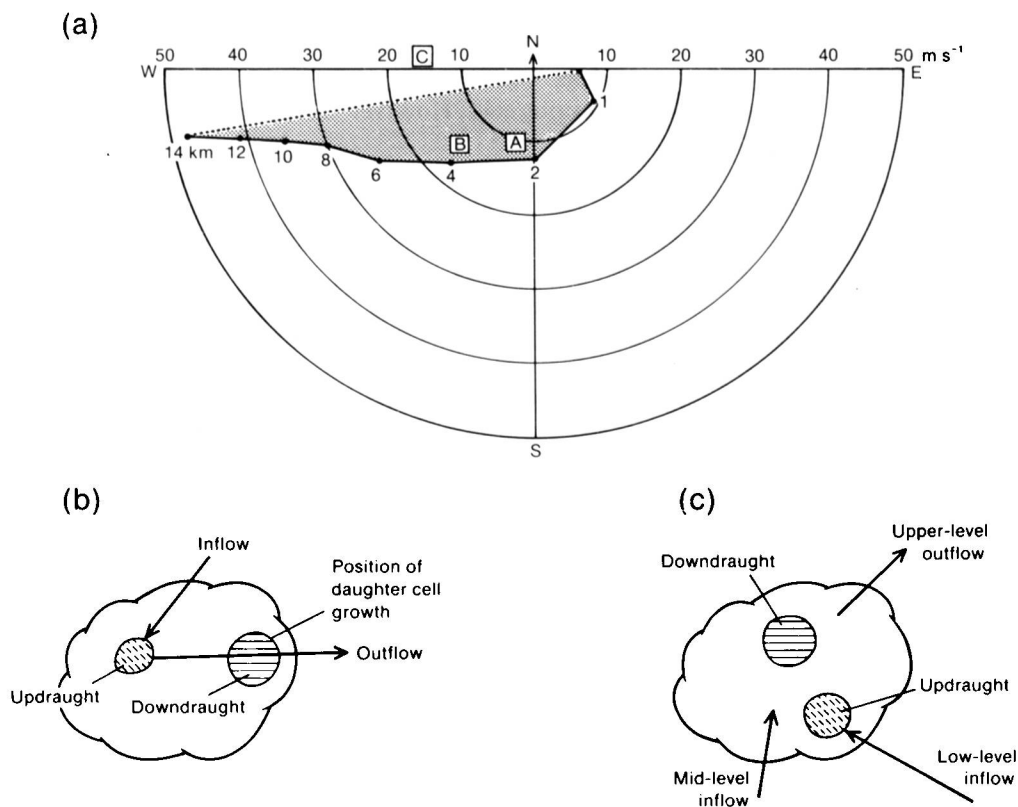 (a)
N
50 40 30 C 10 0 10 20 30 40 50 m s⁻¹
W E
1
B A
14 km 12 10 8 6 4 2
S
(b)
Inflow
Position of
daughter cell
growth
Outflow
Updraught
Downdraught
(c)
Upper-level
outflow
Downdraught
Updraught
Mid-level
inflow
Low-level
inflow